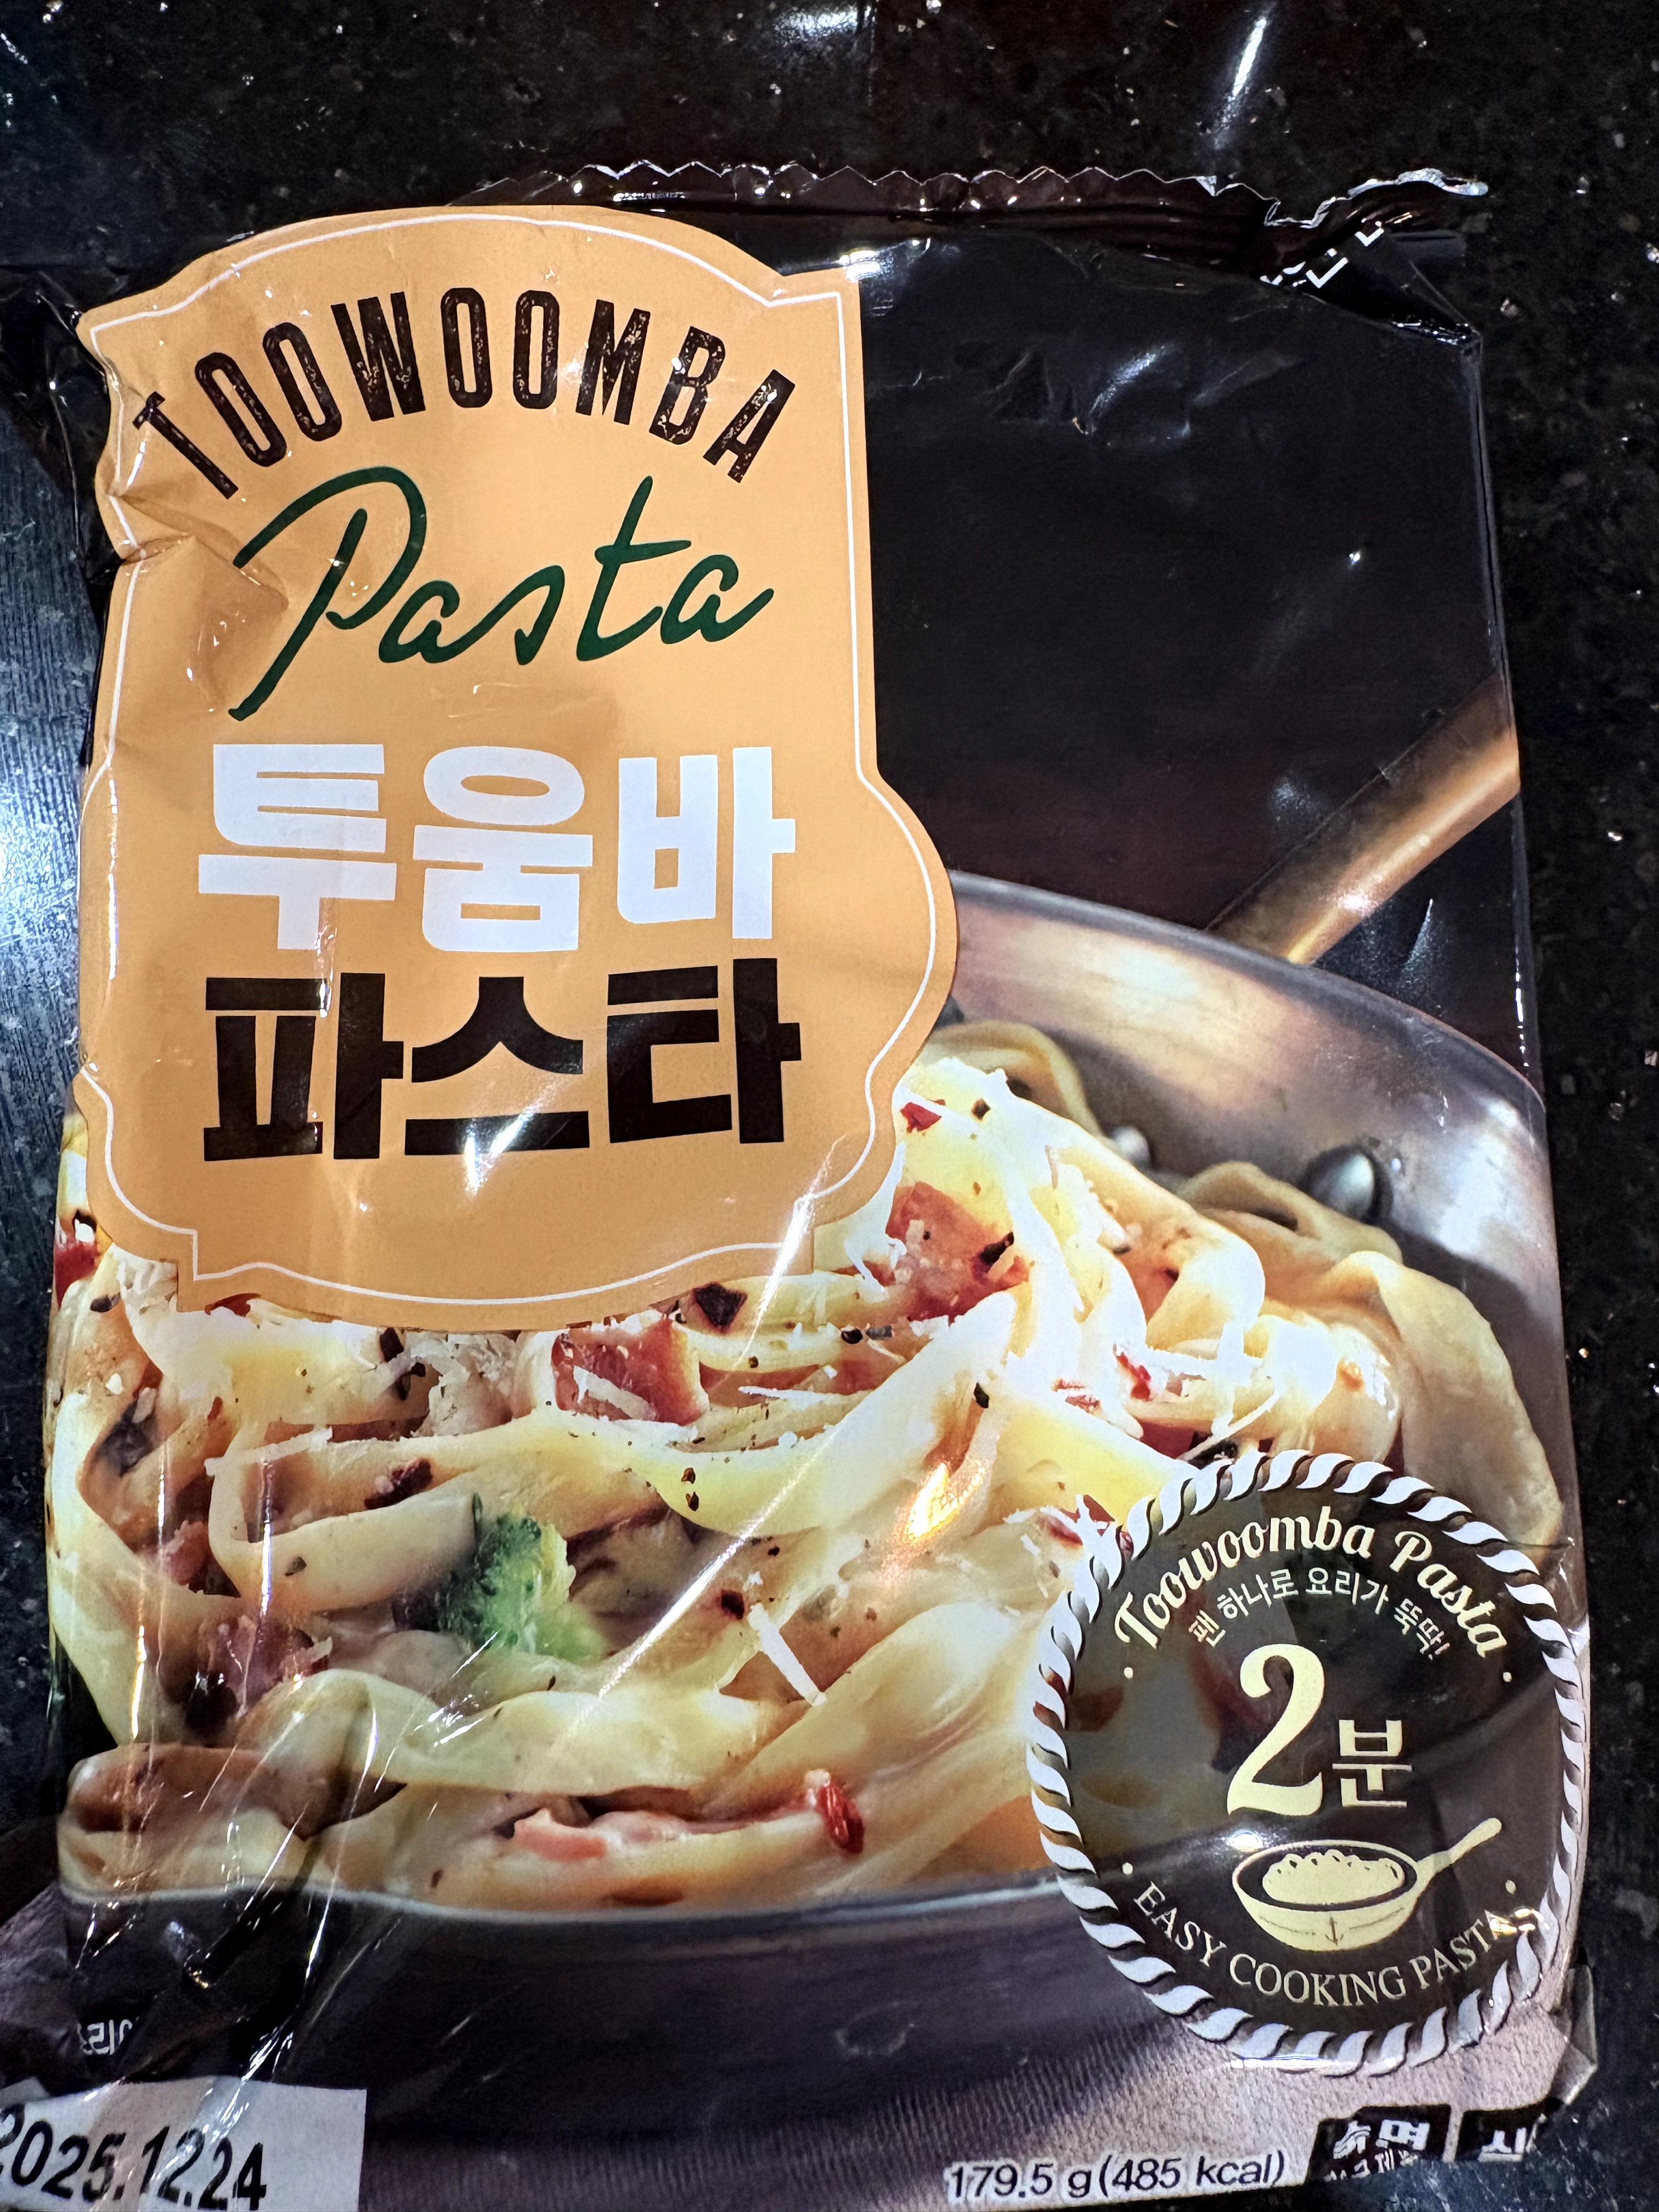 TOOWOOMBA
Pasta
투움바
파스타
Toowoomba Pasta
팬 하나로 요리가 뚝딱!
2분
EASY COOKING PASTA
2025.12.24
179.5 g (485 kcal)